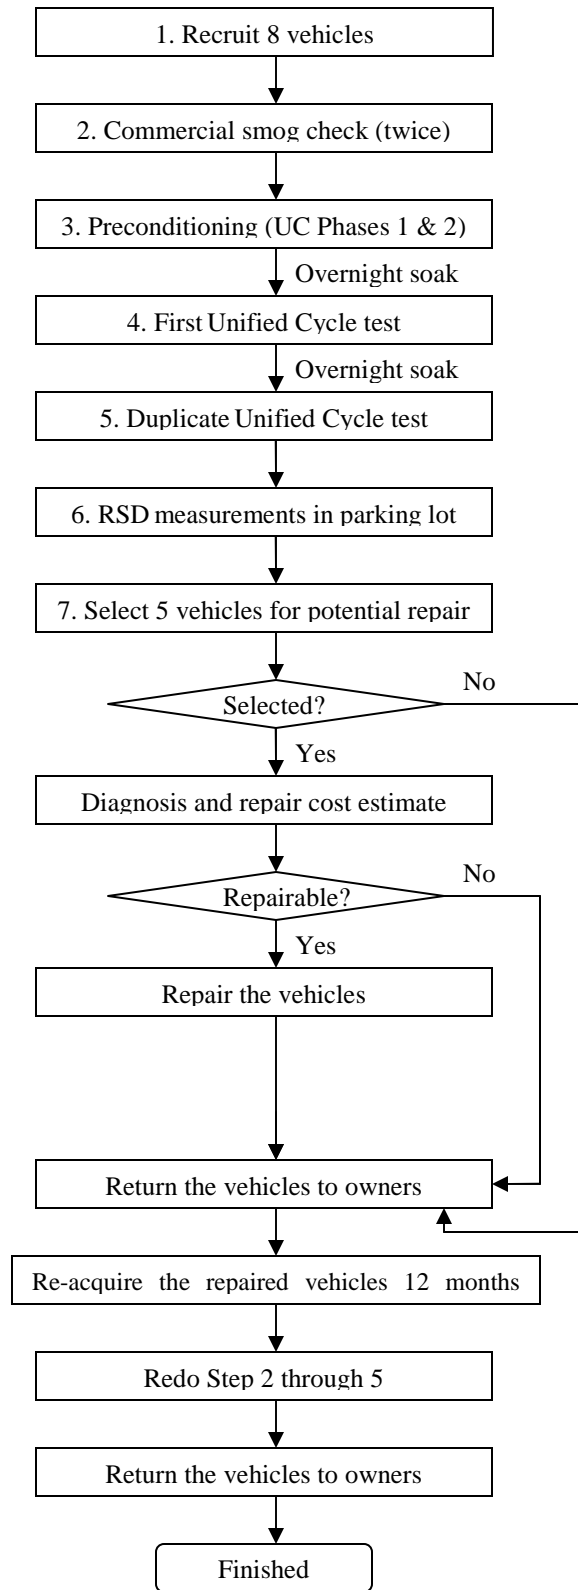 1. Recruit 8 vehicles
2. Commercial smog check (twice)
3. Preconditioning (UC Phases 1 & 2)
Overnight soak
4. First Unified Cycle test
Overnight soak
5. Duplicate Unified Cycle test
6. RSD measurements in parking lot
7. Select 5 vehicles for potential repair
No
Selected?
Yes
Diagnosis and repair cost estimate
No
Repairable?
Yes
Repair the vehicles
Return the vehicles to owners
Re-acquire the repaired vehicles 12 months
Redo Step 2 through 5
Return the vehicles to owners
Finished